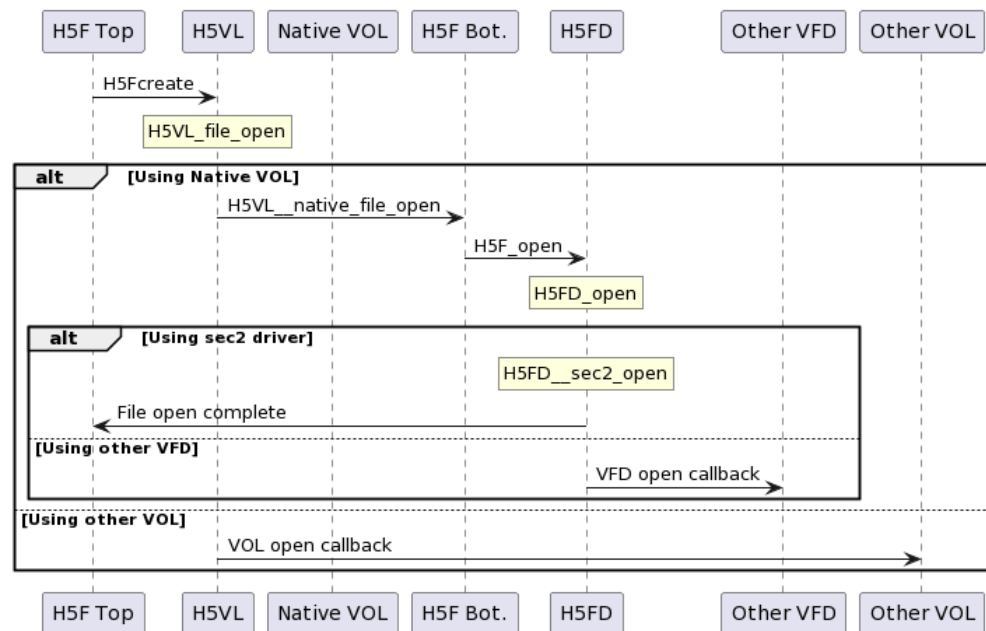 H5F Top H5VL Native VOL H5F Bot. H5FD Other VFD Other VOL
H5Fcreate
H5VL_file_open
alt [Using Native VOL]
H5VL__native_file_open
H5F_open
H5FD_open
alt [Using sec2 driver]
H5FD__sec2_open
File open complete
[Using other VFD]
VFD open callback
[Using other VOL]
VOL open callback
H5F Top H5VL Native VOL H5F Bot. H5FD Other VFD Other VOL